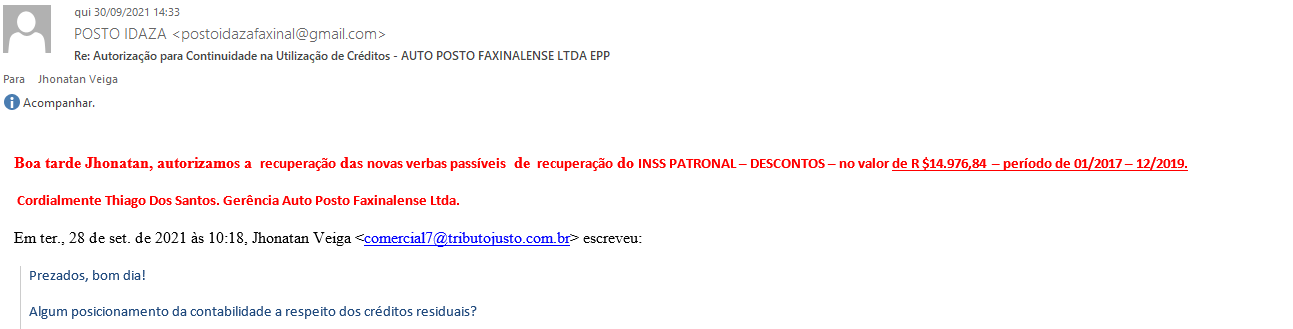 qui 30/09/2021 14:33
POSTO IDAZA <postoidazafaxinal@gmail.com>
Re: Autorização para Continuidade na Utilização de Créditos - AUTO POSTO FAXINALENSE LTDA EPP
Para Jhonatan Veiga
Acompanhar.
Boa tarde Jhonatan, autorizamos a recuperação das novas verbas passíveis de recuperação do INSS PATRONAL – DESCONTOS – no valor de R $14.976,84 – período de 01/2017 – 12/2019.
Cordialmente Thiago Dos Santos. Gerência Auto Posto Faxinalense Ltda.
Em ter., 28 de set. de 2021 às 10:18, Jhonatan Veiga <comercial7@tributojusto.com.br> escreveu:
Prezados, bom dia!
Algum posicionamento da contabilidade a respeito dos créditos residuais?